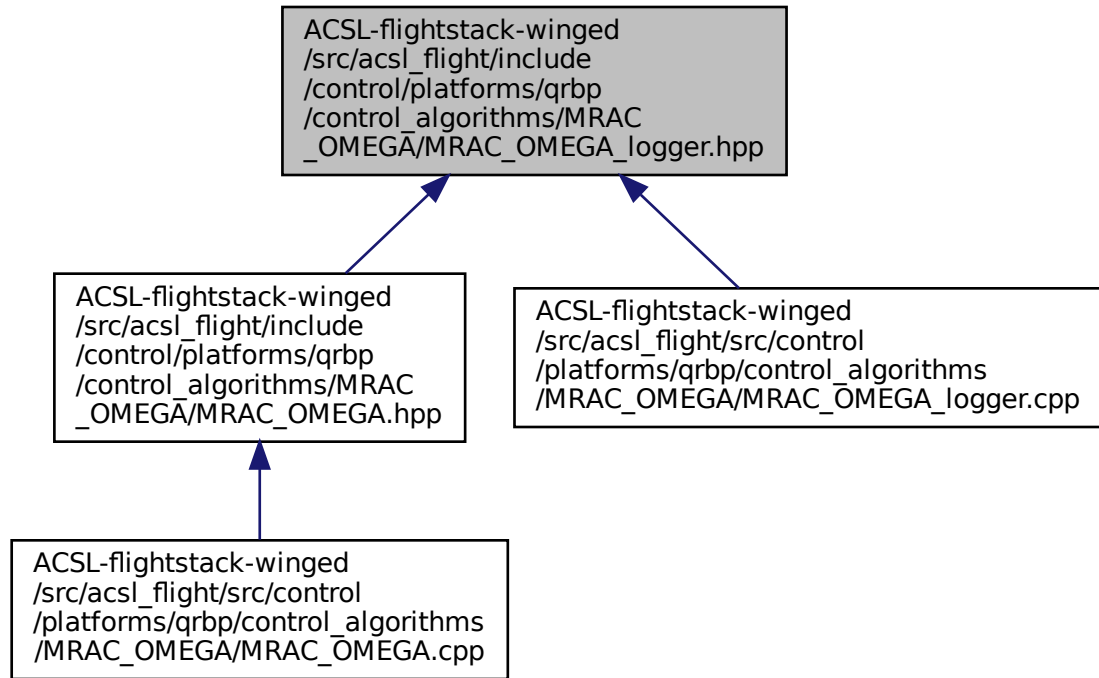 ACSL-flightstack-winged
/src/acsl_flight/include
/control/platforms/qrbp
/control_algorithms/MRAC
_OMEGA/MRAC_OMEGA_logger.hpp
ACSL-flightstack-winged
/src/acsl_flight/include
/control/platforms/qrbp
/control_algorithms/MRAC
_OMEGA/MRAC_OMEGA.hpp
ACSL-flightstack-winged
/src/acsl_flight/src/control
/platforms/qrbp/control_algorithms
/MRAC_OMEGA/MRAC_OMEGA_logger.cpp
ACSL-flightstack-winged
/src/acsl_flight/src/control
/platforms/qrbp/control_algorithms
/MRAC_OMEGA/MRAC_OMEGA.cpp